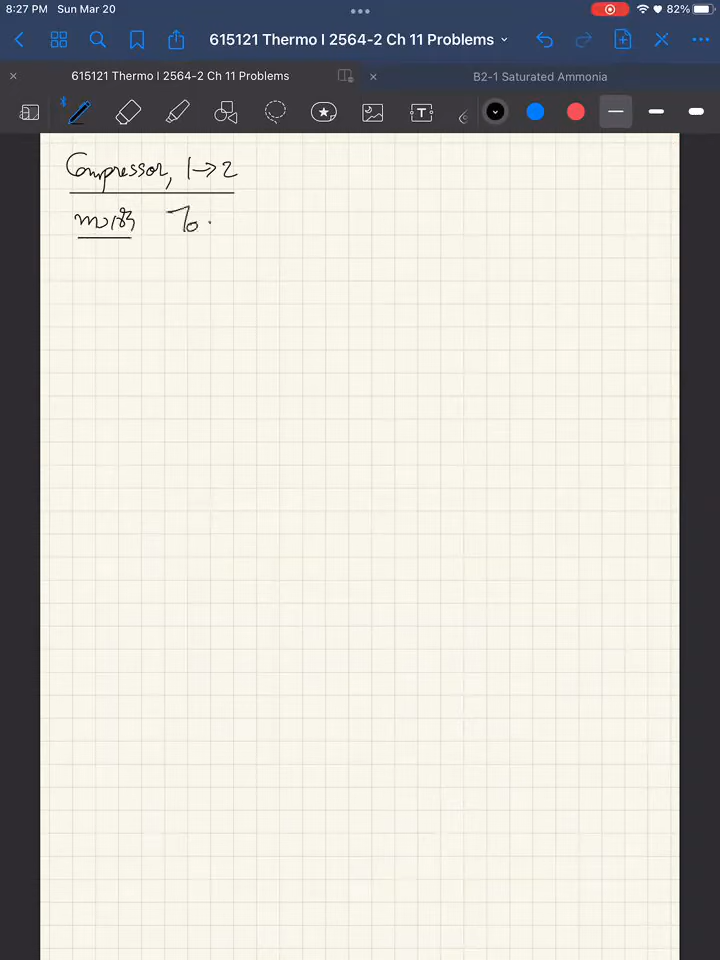 8:27 PM Sun Mar 20
82%
615121 Thermo I 2564-2 Ch 11 Problems
615121 Thermo I 2564-2 Ch 11 Problems
B2-1 Saturated Ammonia
T
Compressor, 1→2